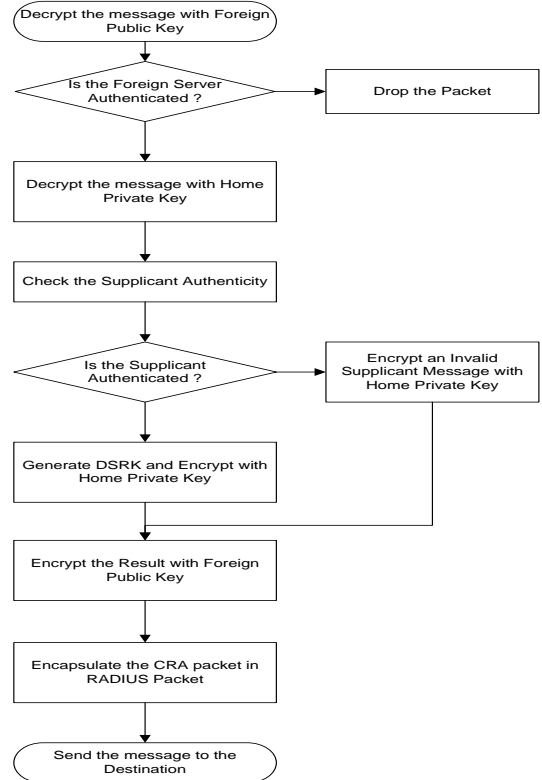 Decrypt the message with Foreign
Public Key
Is the Foreign Server
Authenticated ?
Drop the Packet
Decrypt the message with Home
Private Key
Check the Supplicant Authenticity
Is the Supplicant
Authenticated ?
Encrypt an Invalid
Supplicant Message with
Home Private Key
Generate DSRK and Encrypt with
Home Private Key
Encrypt the Result with Foreign
Public Key
Encapsulate the CRA packet in
RADIUS Packet
Send the message to the
Destination